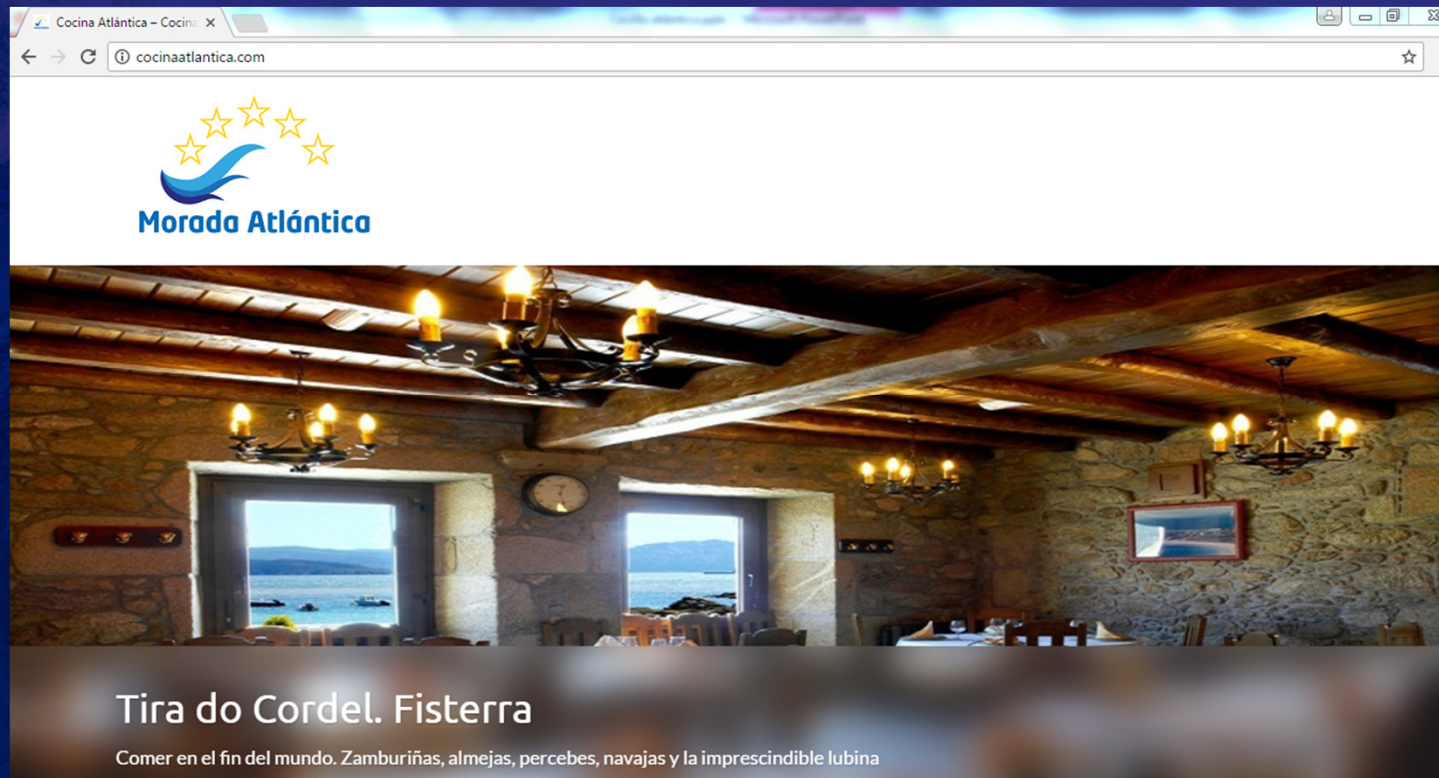 Cocina Atlántica – Cocin
cocinaatlantica.com
Morada Atlántica
Tira do Cordel. Fisterra
Comer en el fin del mundo. Zamburiñas, almejas, percebes, navajas y la imprescindible lubina